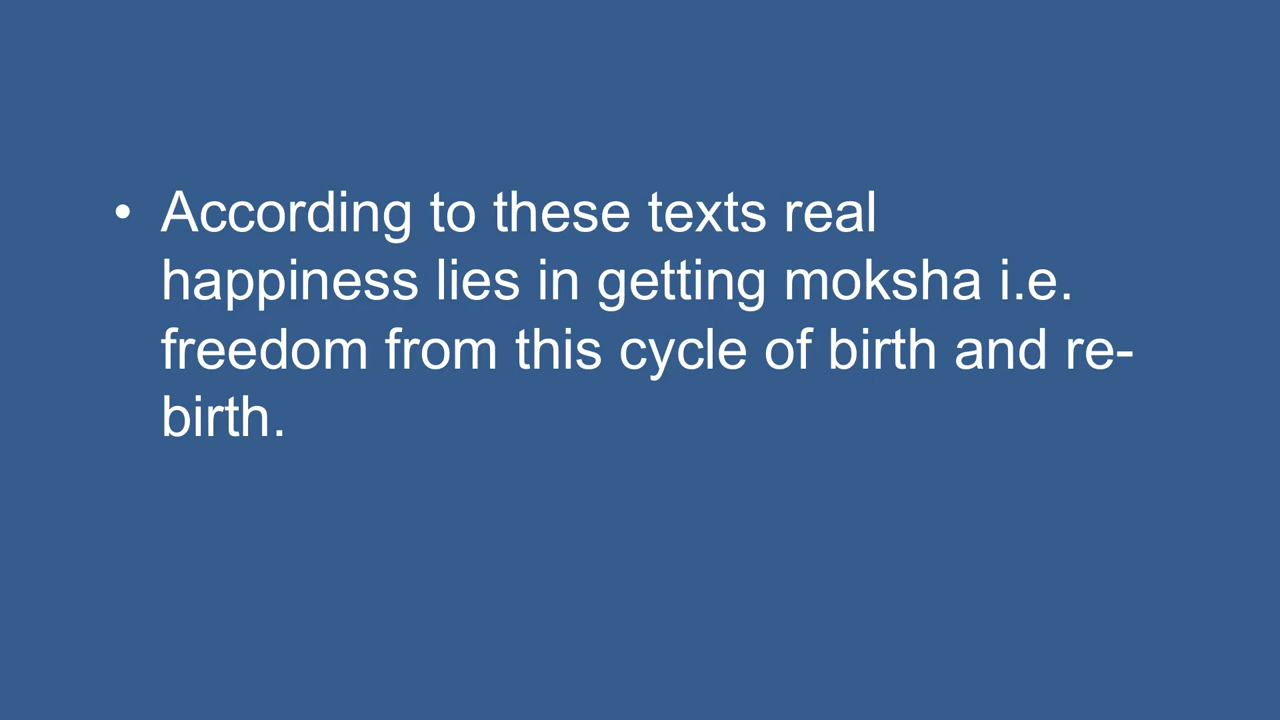 • According to these texts real
happiness lies in getting moksha i.e.
freedom from this cycle of birth and re-
birth.